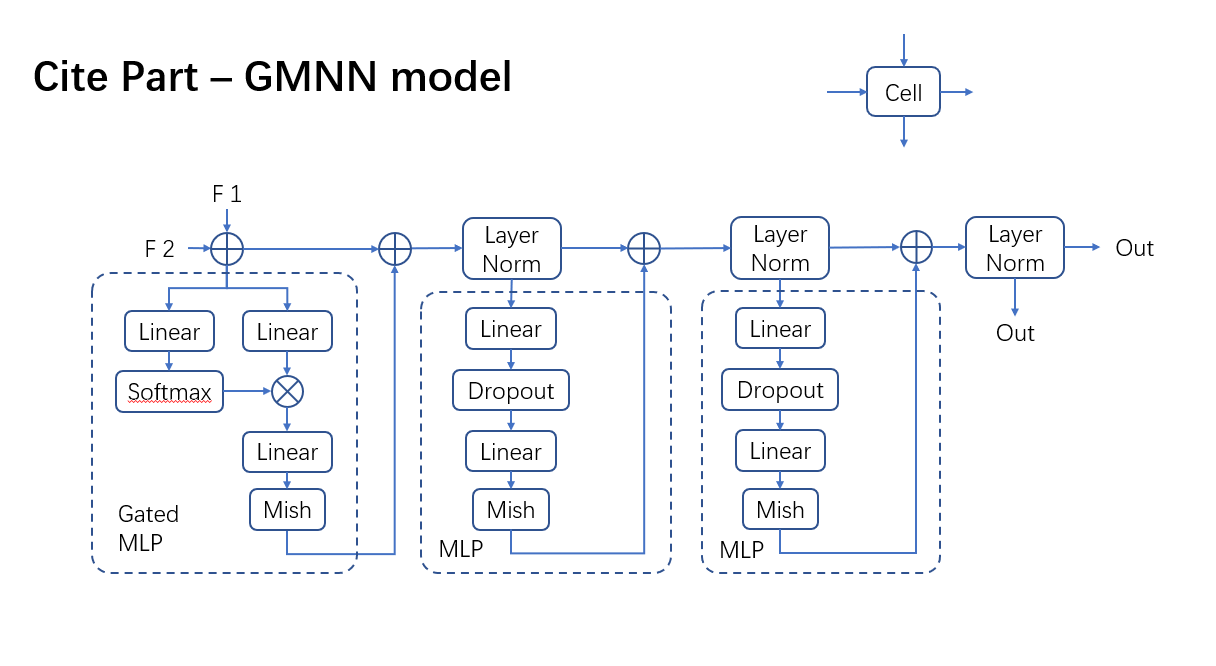 Cite Part – GMNN model
Cell
F 1
F 2
Layer
Norm
Layer
Norm
Layer
Norm
Out
Out
Linear
Linear
Softmax
Linear
Mish
Gated
MLP
Linear
Dropout
Linear
Mish
MLP
Linear
Dropout
Linear
Mish
MLP